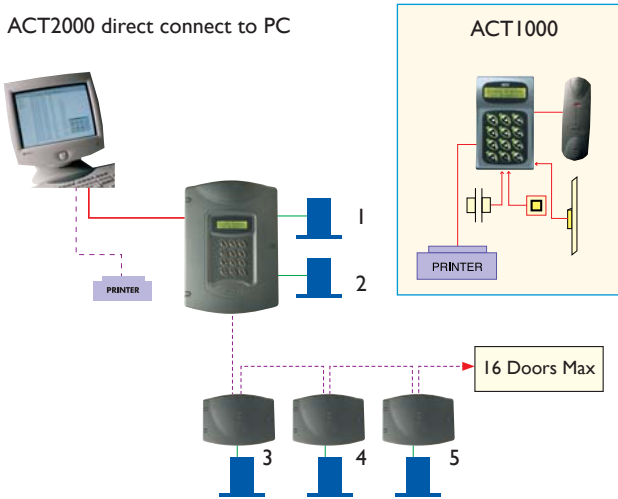 ACT2000 direct connect to PC
ACT1000
1
2
PRINTER
PRINTER
16 Doors Max
3
4
5